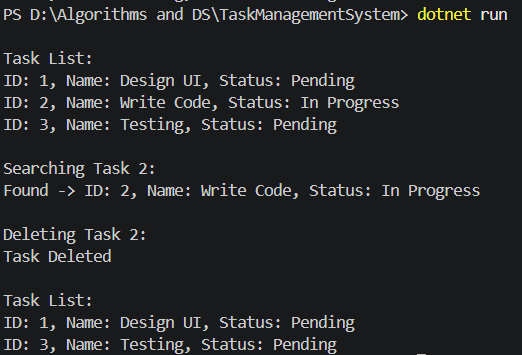 PS D:\Algorithms and DS\TaskManagementSystem> dotnet run
Task List:
ID: 1, Name: Design UI, Status: Pending
ID: 2, Name: Write Code, Status: In Progress
ID: 3, Name: Testing, Status: Pending
Searching Task 2:
Found -> ID: 2, Name: Write Code, Status: In Progress
Deleting Task 2:
Task Deleted
Task List:
ID: 1, Name: Design UI, Status: Pending
ID: 3, Name: Testing, Status: Pending